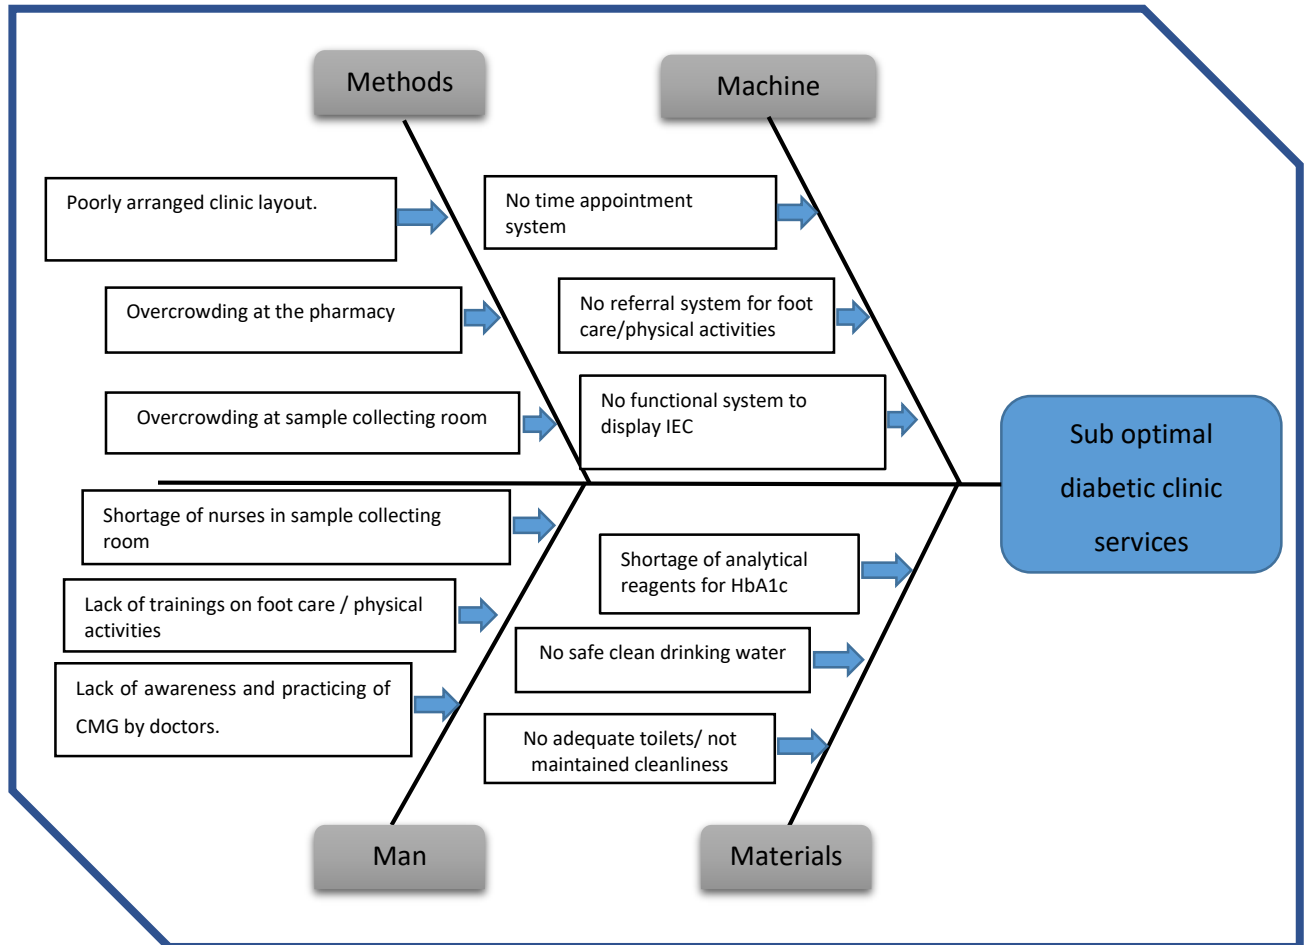 Methods
Machine
Poorly arranged clinic layout.
No time appointment
system
Overcrowding at the pharmacy
No referral system for foot
care/physical activities
Overcrowding at sample collecting room
No functional system to
display IEC
Sub optimal
diabetic clinic
services
Shortage of nurses in sample collecting
room
Shortage of analytical
reagents for HbA1c
Lack of trainings on foot care / physical
activities
No safe clean drinking water
Lack of awareness and practicing of
CMG by doctors.
No adequate toilets/ not
maintained cleanliness
Man
Materials